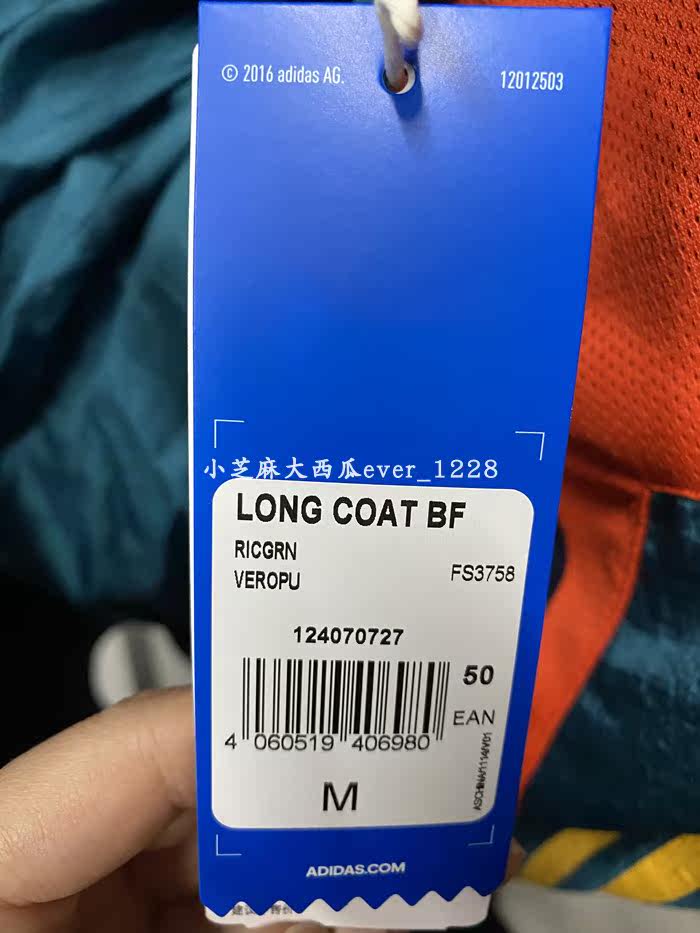 © 2016 adidas AG.
12012503
小芝麻大西瓜ever_1228
LONG COAT BF
RICGRN
VEROPU
FS3758
124070727
50
EAN
4 060519 406980
M
ADIDAS.COM